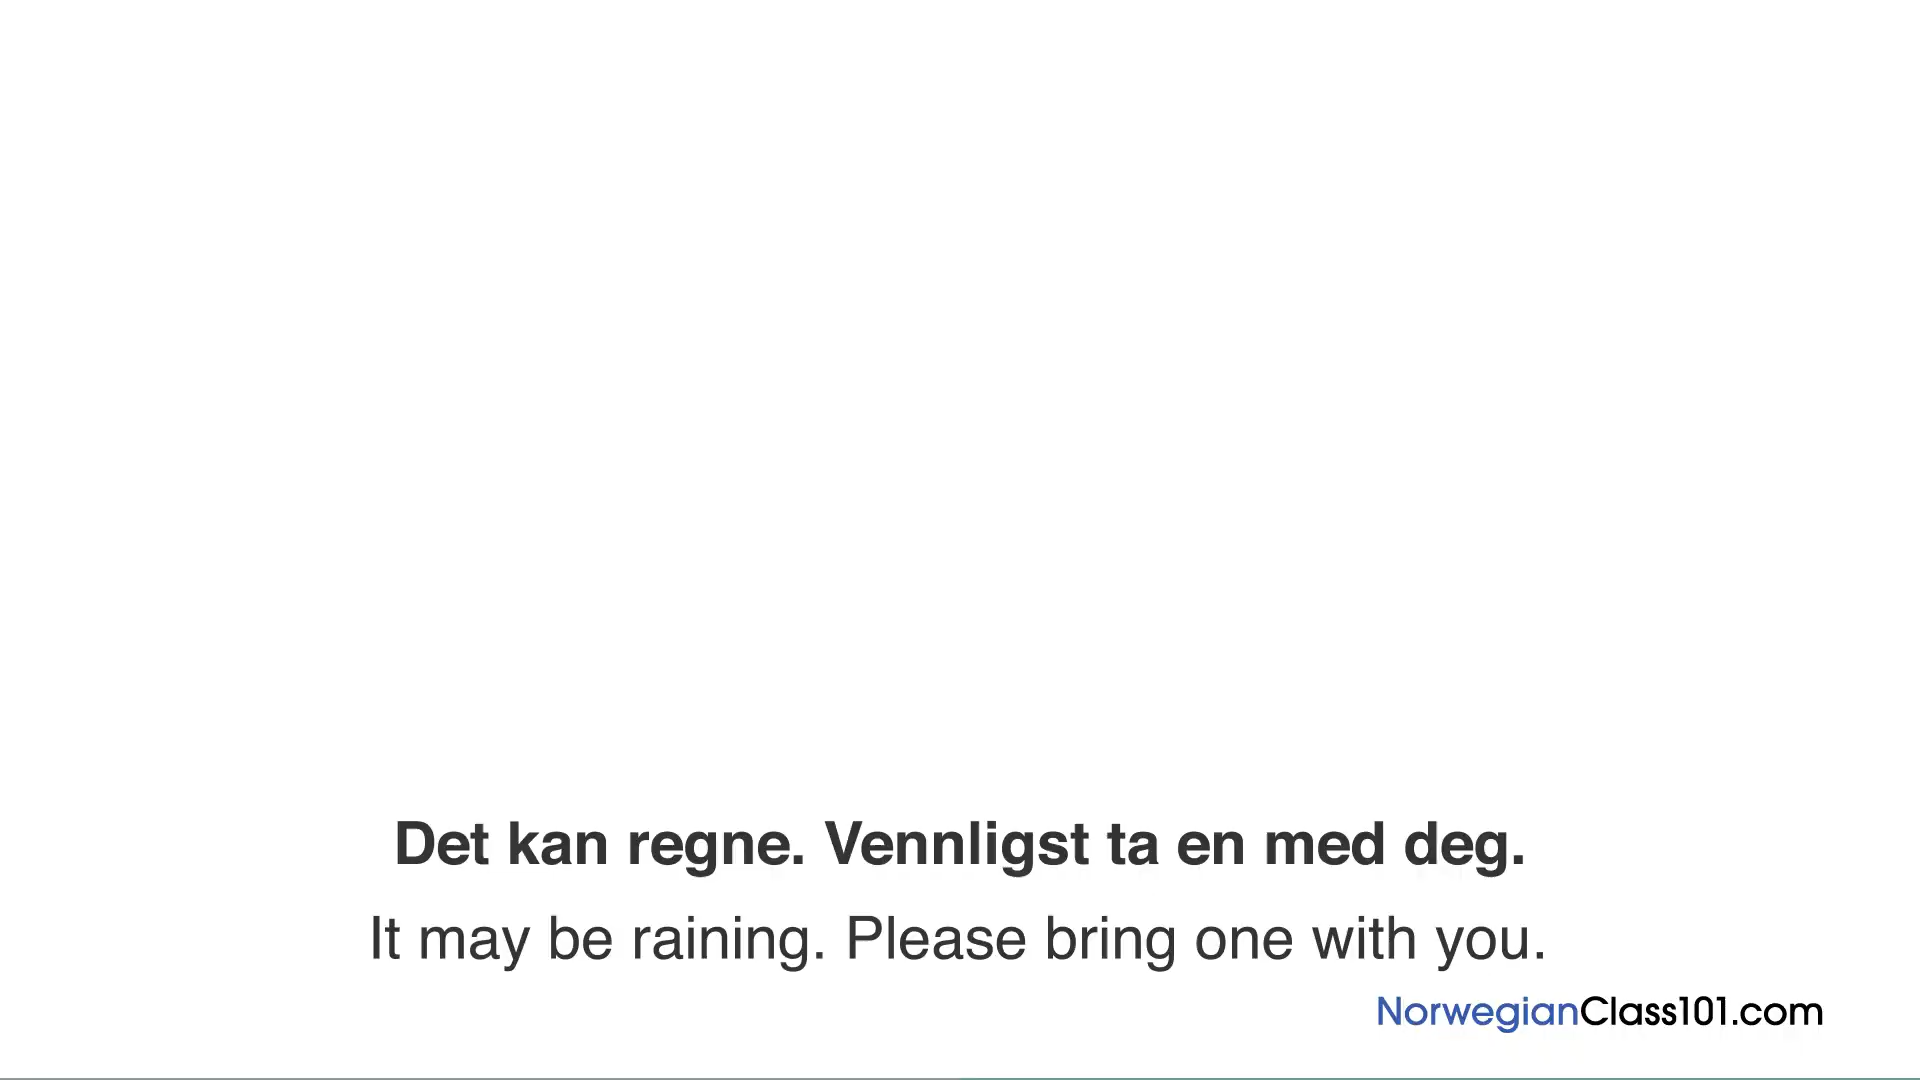 Det kan regne. Vennligst ta en med deg.
It may be raining. Please bring one with you.
NorwegianClass101.com